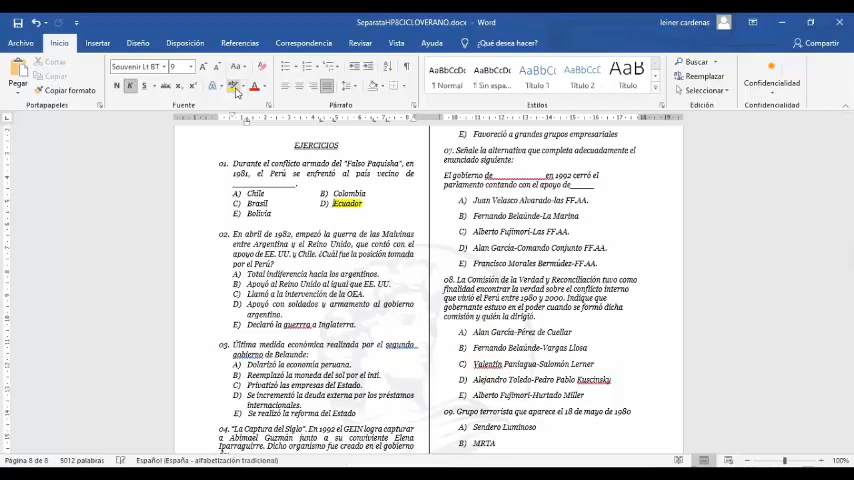 SeparataHP8CICLOVERANO.docx - Word
leiner cardenas
Archivo Inicio Insertar Diseño Disposición Referencias Correspondencia Revisar Vista Ayuda ¿Qué desea hacer? Compartir
Pegar
Cortar
Copiar
Copiar formato
Portapapeles
Souvenir Lt BT 9
N K S abc
Fuente
Párrafo
AaBbCcDc AaBbCcDc AaBbCcI AaBbCcDc AaB
¶ Normal ¶ Sin espa... Título 1 Título 2 Título
Estilos
Buscar
Reemplazar
Seleccionar
Edición
Confidencialidad
Confidencialidad
EJERCICIOS
01. Durante el conflicto armado del "Falso Paquisha", en
1981, el Perú se enfrentó al país vecino de
______________.
A) Chile B) Colombia
C) Brasil D) Ecuador
E) Bolivia
02. En abril de 1982, empezó la guerra de las Malvinas
entre Argentina y el Reino Unido, que contó con el
apoyo de EE. UU. y Chile. ¿Cuál fue la posición tomada
por el Perú?
A) Total indiferencia hacia los argentinos.
B) Apoyó al Reino Unido al igual que EE. UU.
C) Llamó a la intervención de la OEA.
D) Apoyó con soldados y armamento al gobierno
argentino.
E) Declaró la guerrra a Inglaterra.
03. Última medida económica realizada por el segundo
gobierno de Belaunde:
A) Dolarizó la economía peruana.
B) Reemplazó la moneda del sol por el inti.
C) Privatizó las empresas del Estado.
D) Se incrementó la deuda externa por los préstamos
internacionales.
E) Se realizó la reforma del Estado
04. "La Captura del Siglo". En 1992 el GEIN logra capturar
a Abimael Guzmán junto a su conviviente Elena
Iparraguirre. Dicho organismo fue creado en el gobierno
E) Favoreció a grandes grupos empresariales
07. Señale la alternativa que completa adecuadamente el
enunciado siguiente:
El gobierno de____________en 1992 cerró el
parlamento contando con el apoyo de_____
A) Juan Velasco Alvarado-las FF.AA.
B) Fernando Belaúnde-La Marina
C) Alberto Fujimori-Las FF.AA.
D) Alan García-Comando Conjunto FF.AA.
E) Francisco Morales Bermúdez-FF.AA.
08. La Comisión de la Verdad y Reconciliación tuvo como
finalidad encontrar la verdad sobre el conflicto interno
que vivió el Perú entre 1980 y 2000. Indique que
gobernante estuvo en el poder cuando se formó dicha
comisión y quién la dirigió.
A) Alan García-Pérez de Cuellar
B) Fernando Belaúnde-Vargas Llosa
C) Valentín Paniagua-Salomón Lerner
D) Alejandro Toledo-Pedro Pablo Kuscinsky
E) Alberto Fujimori-Hurtado Miller
09. Grupo terrorista que aparece el 18 de mayo de 1980
A) Sendero Luminoso
B) MRTA
Página 8 de 8 5012 palabras Español (España - alfabetización tradicional) 100%